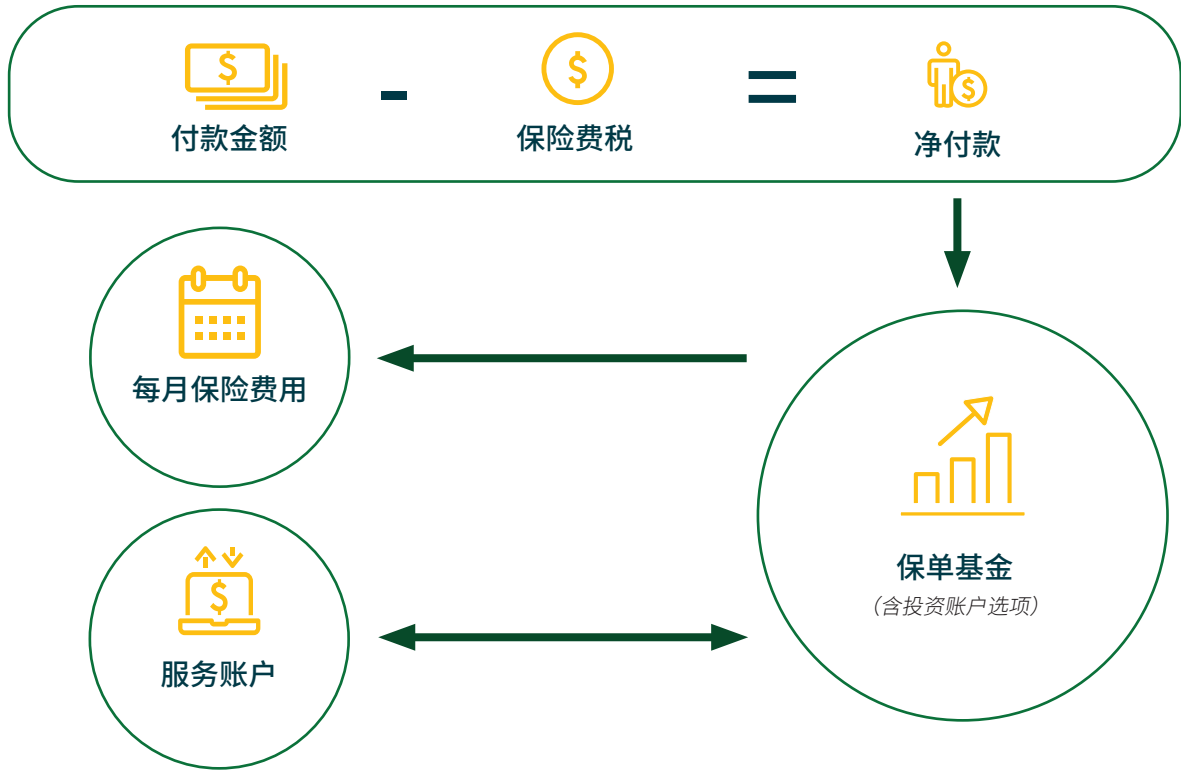 付款金额
-
保险费税
=
净付款
每月保险费用
保单基金
（含投资账户选项）
服务账户